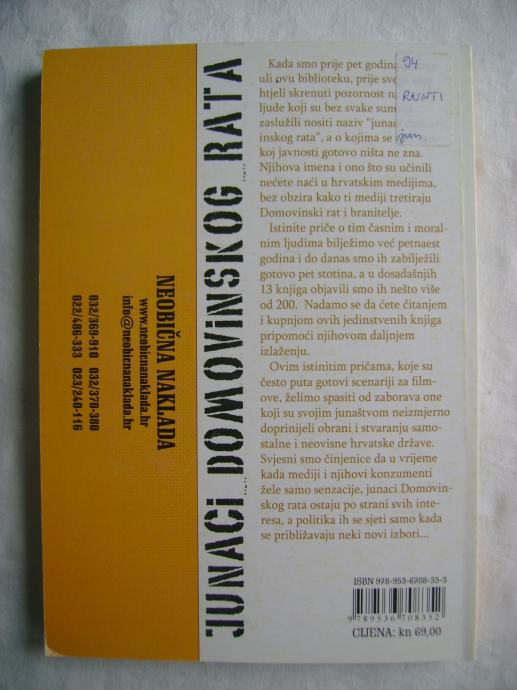 Kada smo prije pet godina
uli ovu biblioteku, prije sve
htjeli skrenuti pozornost na
ljude koji su bez svake sum
zaslužili nositi naziv "junac
inskog rata", a o kojima se
koj javnosti gotovo ništa ne zna.
Njihova imena i ono što su učinili
nećete naći u hrvatskim medijima,
bez obzira kako ti mediji tretiraju
Domovinski rat i branitelje.
Istinite priče o tim časnim i moral-
nim ljudima bilježimo već petnaest
godina i do danas smo ih zabilježili
gotovo pet stotina, a u dosadašnjih
13 knjiga objavili smo ih nešto više
od 200. Nadamo se da ćete čitanjem
i kupnjom ovih jedinstvenih knjiga
pripomoći njihovom daljnjem
izlaženju.
Ovim istinitim pričama, koje su
često puta gotovi scenariji za film-
ove, želimo spasiti od zaborava one
koji su svojim junaštvom neizmjerno
doprinijeli obrani i stvaranju samo-
stalne i neovisne hrvatske države.
Svjesni smo činjenice da u vrijeme
kada mediji i njihovi konzumenti
žele samo senzacije, junaci Domovin-
skog rata ostaju po strani svih inte-
resa, a politika ih se sjeti samo kada
se približavaju neki novi izbori...
94
RUNTI
jun.
JUNACI DOMOVINSKOG RATA
NEOBIČNA NAKLADA
www.neobicnanaklada.hr
info@neobicnanaklada.hr
032/369-910 032/370-380
022/486-333 023/240-116
ISBN 978-953-6708-35-3
9789536708352
CIJENA: kn 69,00